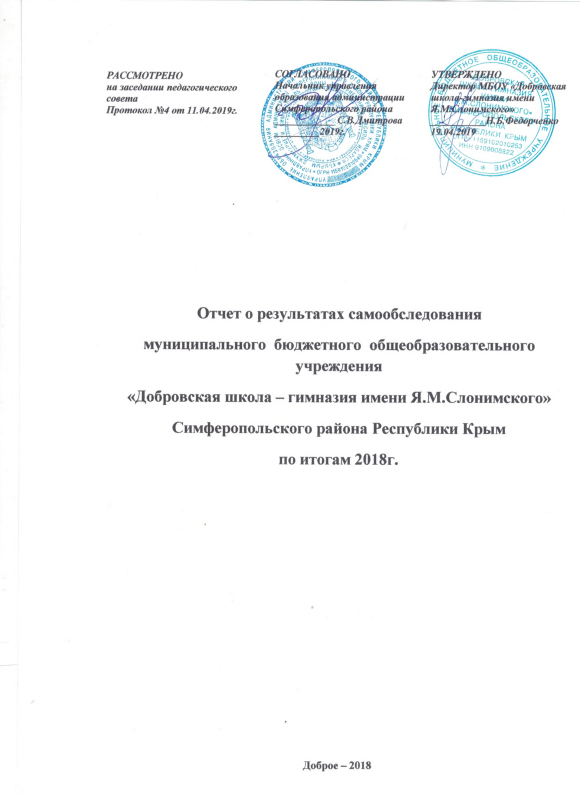 РАССМОТРЕНО
на заседании педагогического
совета
Протокол №4 от 11.04.2019г.
СОГЛАСОВАНО
Начальник управления
образования администрации
Симферопольского района
С.В.Дмитрова
2019г.
УТВЕРЖДЕНО
Директор МБОУ «Добровская
школа-гимназия имени
Я.М.Слонимского»
Н.Б.Федорченко
19.04.2019
Отчет о результатах самообследования
муниципального бюджетного общеобразовательного
учреждения
«Добровская школа – гимназия имени Я.М.Слонимского»
Симферопольского района Республики Крым
по итогам 2018г.
Доброе – 2018